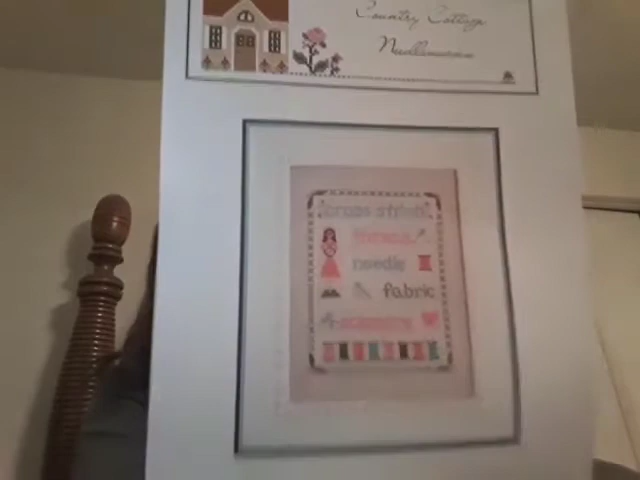 Country Cottage
Needleworks
cross stitch
thread
needle
fabric
scissors